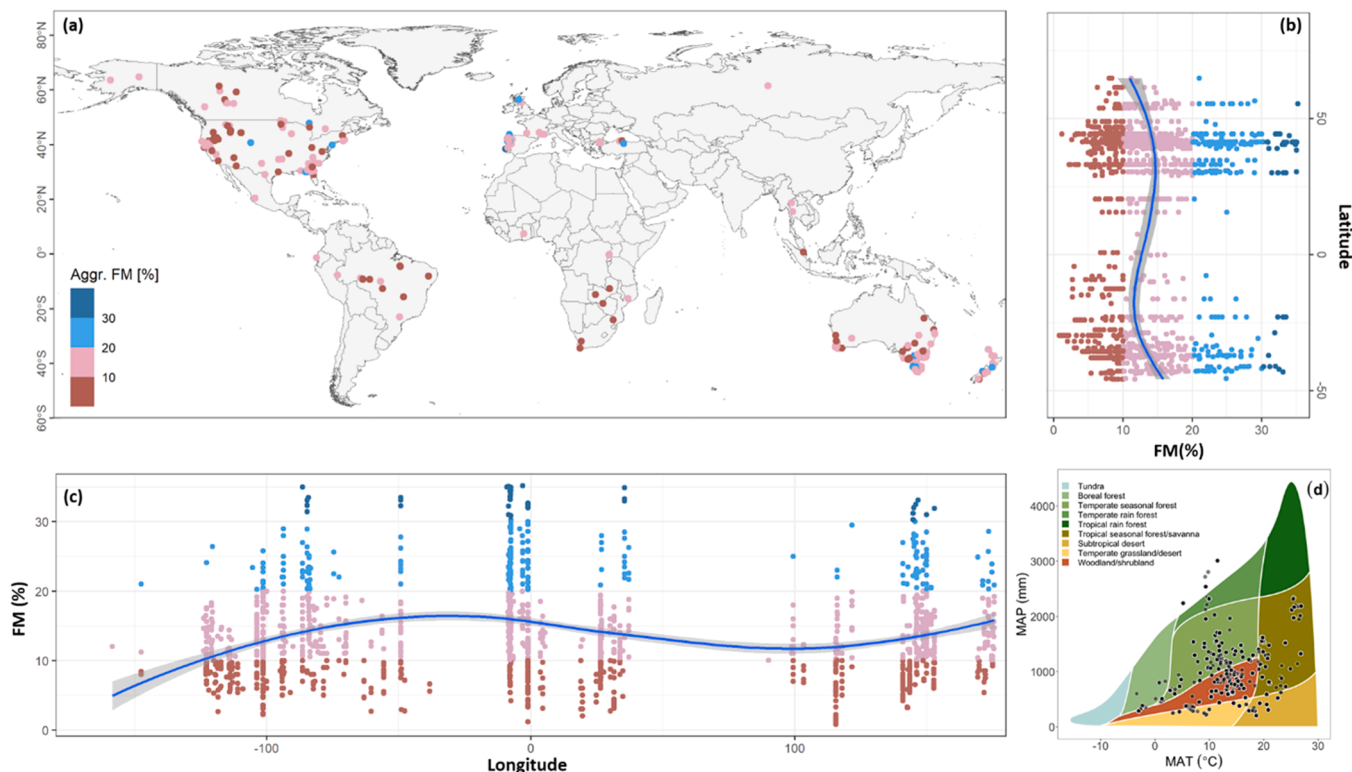 (a)
80°N
60°N
40°N
20°N
0°
20°S
40°S
60°S
Aggr. FM [%]
30
20
10
(b)
50
0
-50
Latitude
0
10
20
30
FM(%)
(c)
30
20
10
0
FM (%)
-100
0
100
Longitude
(d)
Tundra
Boreal forest
Temperate seasonal forest
Temperate rain forest
Tropical rain forest
Tropical seasonal forest/savanna
Subtropical desert
Temperate grassland/desert
Woodland/shrubland
4000
3000
2000
1000
0
MAP (mm)
-10
0
10
20
30
MAT (°C)